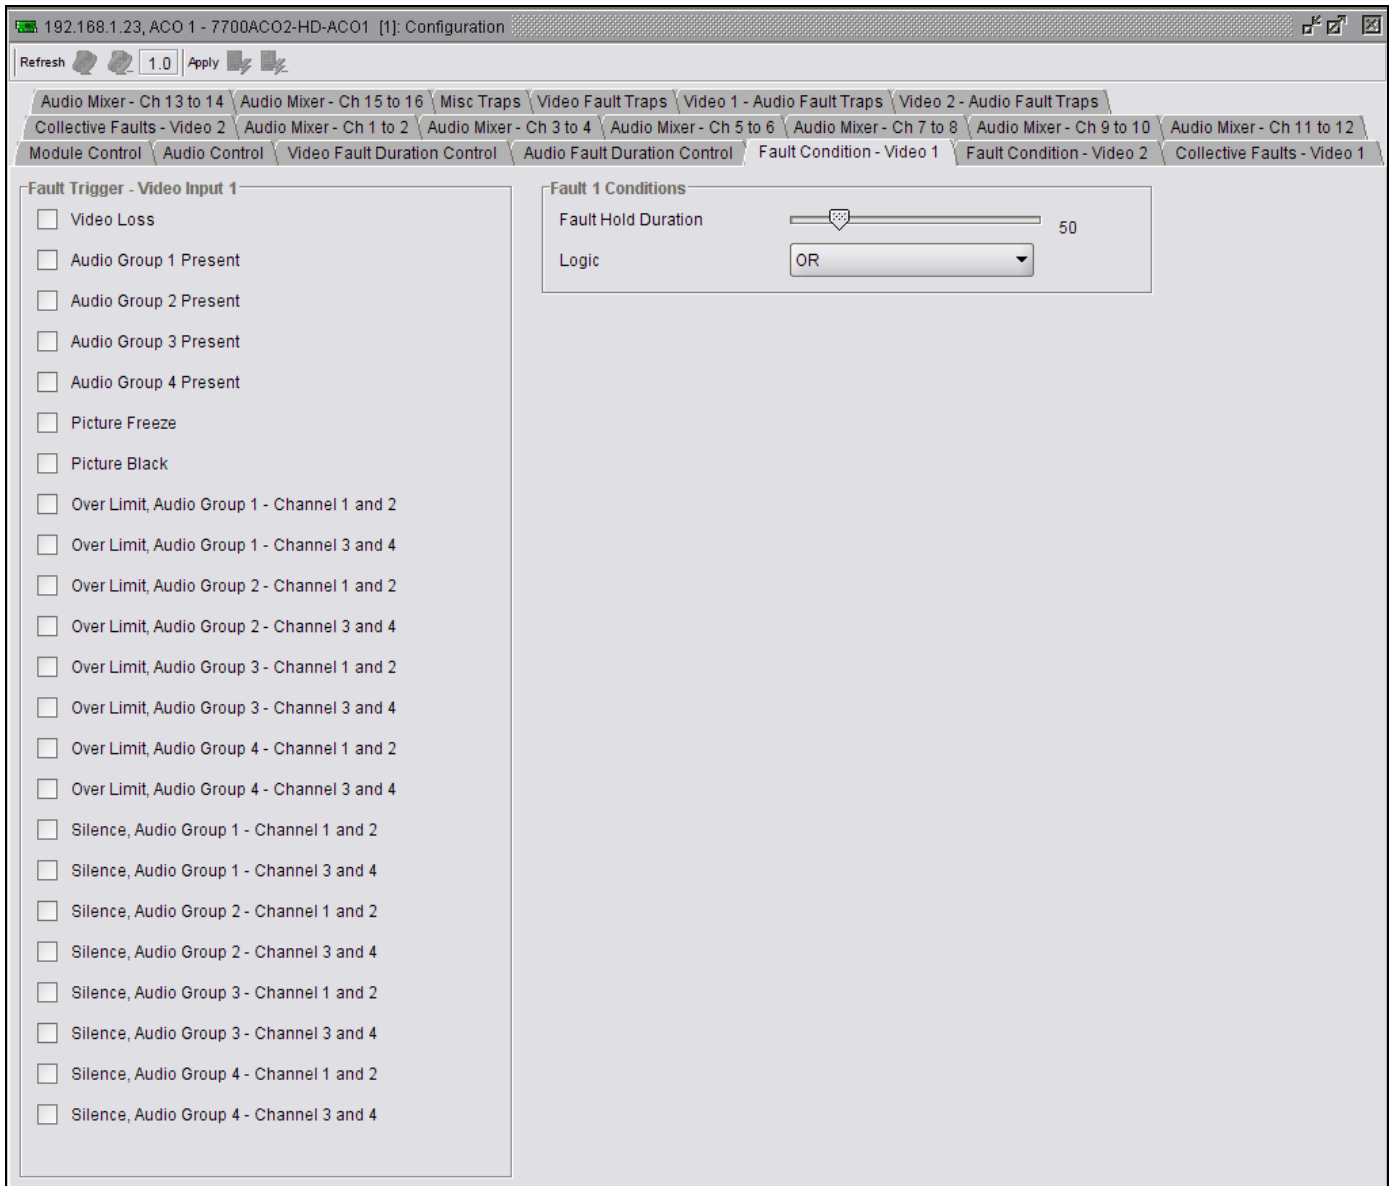 192.168.1.23, ACO 1 - 7700ACO2-HD-ACO1 [1]: Configuration
Refresh 1.0 Apply
Audio Mixer - Ch 13 to 14 Audio Mixer - Ch 15 to 16 Misc Traps Video Fault Traps Video 1 - Audio Fault Traps Video 2 - Audio Fault Traps
Collective Faults - Video 2 Audio Mixer - Ch 1 to 2 Audio Mixer - Ch 3 to 4 Audio Mixer - Ch 5 to 6 Audio Mixer - Ch 7 to 8 Audio Mixer - Ch 9 to 10 Audio Mixer - Ch 11 to 12
Module Control Audio Control Video Fault Duration Control Audio Fault Duration Control Fault Condition - Video 1 Fault Condition - Video 2 Collective Faults - Video 1
Fault Trigger - Video Input 1
Video Loss
Audio Group 1 Present
Audio Group 2 Present
Audio Group 3 Present
Audio Group 4 Present
Picture Freeze
Picture Black
Over Limit, Audio Group 1 - Channel 1 and 2
Over Limit, Audio Group 1 - Channel 3 and 4
Over Limit, Audio Group 2 - Channel 1 and 2
Over Limit, Audio Group 2 - Channel 3 and 4
Over Limit, Audio Group 3 - Channel 1 and 2
Over Limit, Audio Group 3 - Channel 3 and 4
Over Limit, Audio Group 4 - Channel 1 and 2
Over Limit, Audio Group 4 - Channel 3 and 4
Silence, Audio Group 1 - Channel 1 and 2
Silence, Audio Group 1 - Channel 3 and 4
Silence, Audio Group 2 - Channel 1 and 2
Silence, Audio Group 2 - Channel 3 and 4
Silence, Audio Group 3 - Channel 1 and 2
Silence, Audio Group 3 - Channel 3 and 4
Silence, Audio Group 4 - Channel 1 and 2
Silence, Audio Group 4 - Channel 3 and 4
Fault 1 Conditions
Fault Hold Duration 50
Logic OR